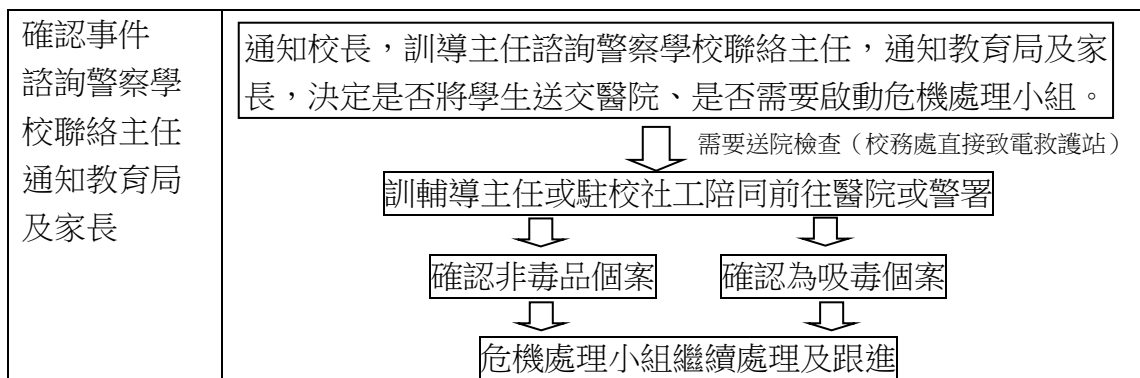 確認事件
諮詢警察學
校聯絡主任
通知教育局
及家長
通知校長，訓導主任諮詢警察學校聯絡主任，通知教育局及家
長，決定是否將學生送交醫院、是否需要啟動危機處理小組。
需要送院檢查（校務處直接致電救護站）
訓輔導主任或駐校社工陪同前往醫院或警署
確認非毒品個案
確認為吸毒個案
危機處理小組繼續處理及跟進